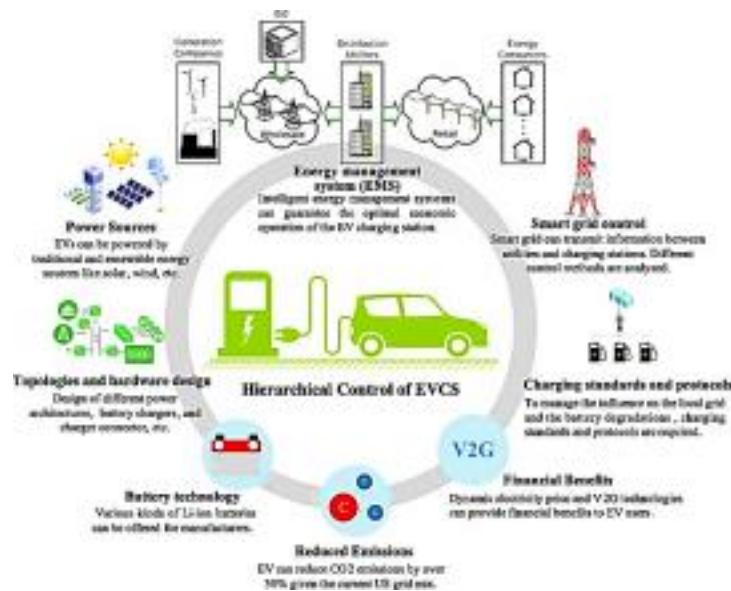 ISO
Generation
Companies
Distribution
Utilities
Energy
Consumers
Wholesale
Retail
Energy management
system (EMS)
Intelligent energy management systems
can guarantee the optimal economic
operation of the EV charging station.
Power Sources
EVs can be powered by
traditional and renewable energy
sources like solar, wind, etc.
Smart grid control
Smart grid can transmit information between
utilities and charging stations. Different
control methods are analyzed.
Topologies and hardware design
Design of different power
architectures, battery chargers, and
charger connector, etc.
Hierarchical Control of EVCS
Charging standards and protocols
To manage the influence on the local grid
and the battery degradations , charging
standards and protocols are required.
V2G
Financial Benefits
Dynamic electricity price and V2G technologies
can provide financial benefits to EV users.
Battery technology
Various kinds of Li-ion batteries
can be offered for manufacturers.
C
Reduced Emissions
EV can reduce CO2 emissions by over
30% given the current US grid mix.